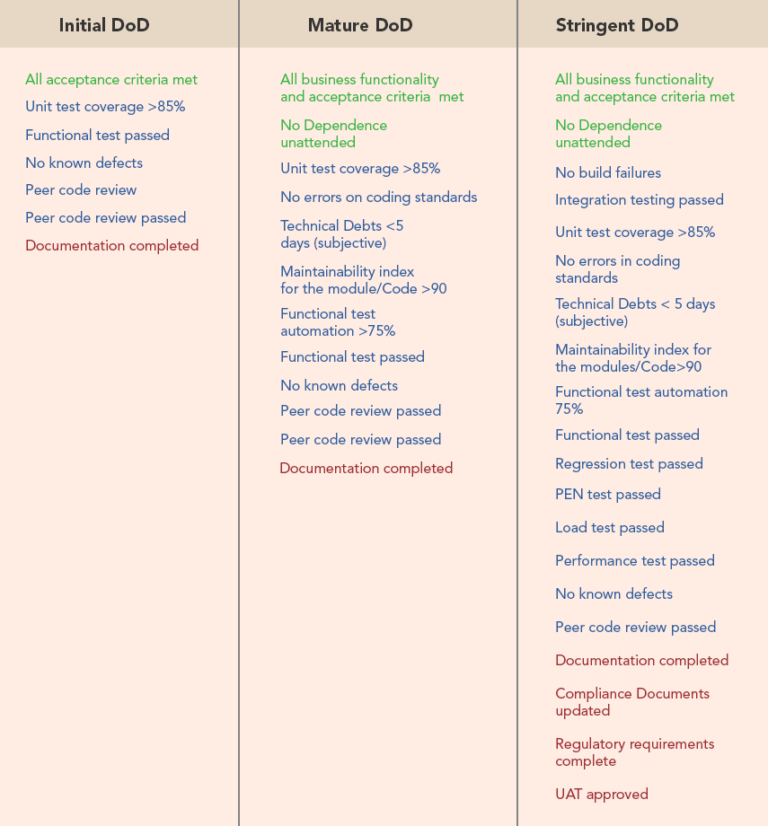 Initial DoD
All acceptance criteria met
Unit test coverage >85%
Functional test passed
No known defects
Peer code review
Peer code review passed
Documentation completed
Mature DoD
All business functionality
and acceptance criteria met
No Dependence
unattended
Unit test coverage >85%
No errors on coding standards
Technical Debts <5
days (subjective)
Maintainability index
for the module/Code >90
Functional test
automation >75%
Functional test passed
No known defects
Peer code review passed
Peer code review passed
Documentation completed
Stringent DoD
All business functionality
and acceptance criteria met
No Dependence
unattended
No build failures
Integration testing passed
Unit test coverage >85%
No errors in coding
standards
Technical Debts < 5 days
(subjective)
Maintainability index for
the modules/Code>90
Functional test automation
75%
Functional test passed
Regression test passed
PEN test passed
Load test passed
Performance test passed
No known defects
Peer code review passed
Documentation completed
Compliance Documents
updated
Regulatory requirements
complete
UAT approved